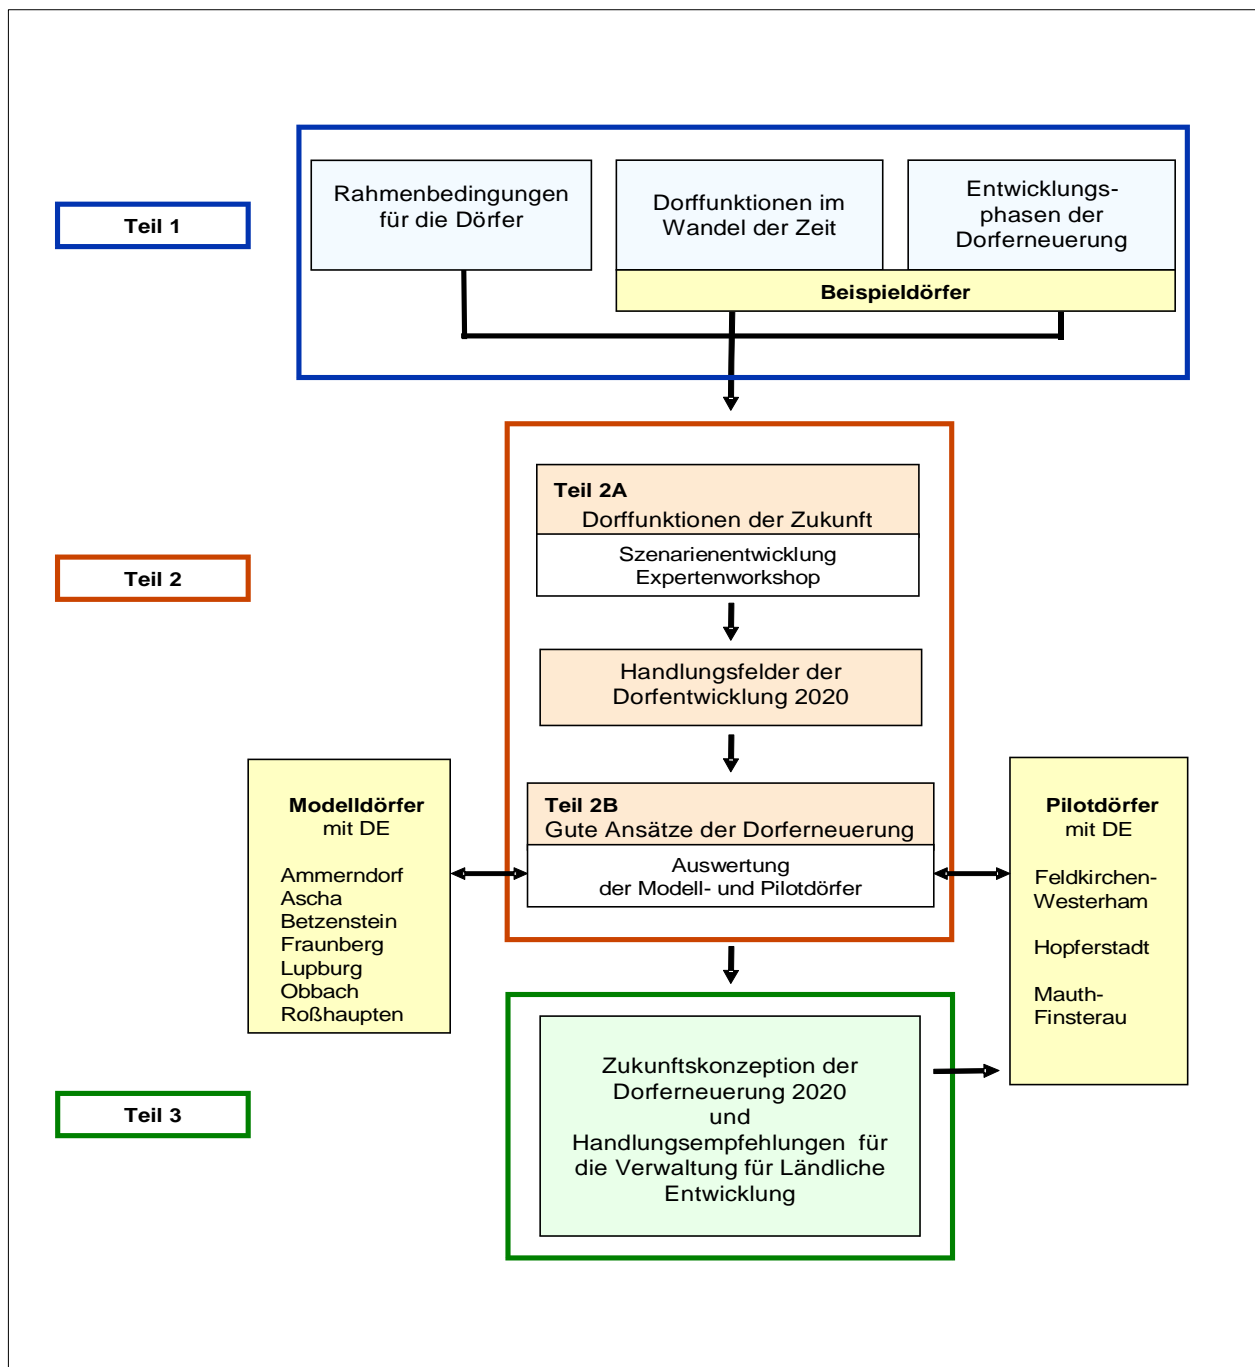 Teil 1
Rahmenbedingungen
für die Dörfer
Dorffunktionen im
Wandel der Zeit
Entwicklungs-
phasen der
Dorferneuerung
Beispieldörfer
Teil 2
Teil 2A
Dorffunktionen der Zukunft
Szenarienentwicklung
Expertenworkshop
Handlungsfelder der
Dorfentwicklung 2020
Teil 2B
Gute Ansätze der Dorferneuerung
Auswertung
der Modell- und Pilotdörfer
Modelldörfer
mit DE
Ammerndorf
Ascha
Betzenstein
Fraunberg
Lupburg
Obbach
Roßhaupten
Pilotdörfer
mit DE
Feldkirchen-
Westerham
Hopferstadt
Mauth-
Finsterau
Teil 3
Zukunftskonzeption der
Dorferneuerung 2020
und
Handlungsempfehlungen für
die Verwaltung für Ländliche
Entwicklung